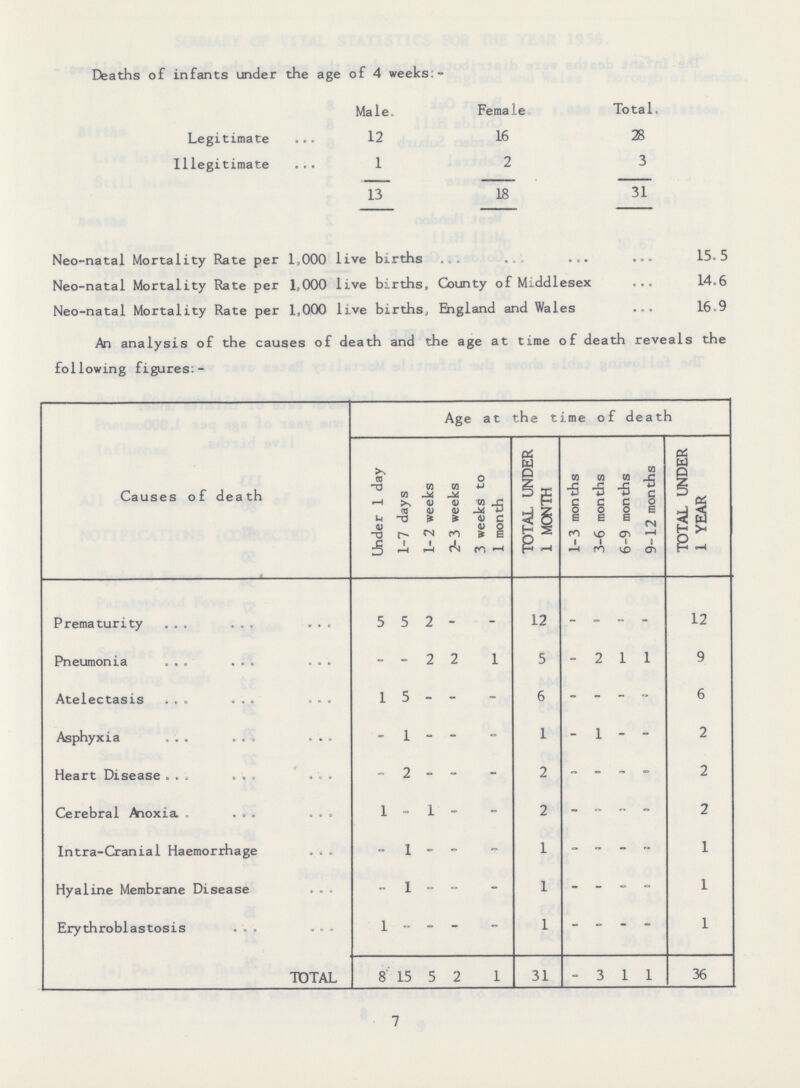 Deaths of infants under the age of 4 weeks:-
Male. Female Total.
Legitimate ... 12 16 28
Illegitimate ... 1 2 3
13 18 31
Neo-natal Mortality Rate per 1,000 live births ... ... ... ... 15.5
Neo-natal Mortality Rate per 1,000 live births, County of Middlesex ... 14.6
Neo-natal Mortality Rate per 1,000 live births, England and Wales ... 16.9
An analysis of the causes of death and the age at time of death reveals the
following figures:-
Age at the time of death
Causes of death
Under 1 day
1-7 days
1-2 weeks
2-3 weeks
3 weeks to
1 month
TOTAL UNDER
1 MONTH
1-3 months
3-6 months
6-9 months
9-12 months
TOTAL UNDER
1 YEAR
Prematurity ... ... ... 5 5 2 - - 12 - - - - 12
Pneumonia ... ... ... - - 2 2 1 5 - 2 1 1 9
Atelectasis ... ... ... 1 5 - - - 6 - - - - 6
Asphyxia ... ... ... - 1 - - - 1 - 1 - - 2
Heart Disease ... ... ... - 2 - - - 2 - - - - 2
Cerebral Anoxia . ... ... 1 - 1 - - 2 - - - - 2
Intra-Cranial Haemorrhage ... - 1 - - - 1 - - - - 1
Hyaline Membrane Disease ... - 1 - - - 1 - - - - 1
Erythroblastosis ... ... 1 - - - - 1 - - - - 1
TOTAL 8 15 5 2 1 31 - 3 1 1 36
7